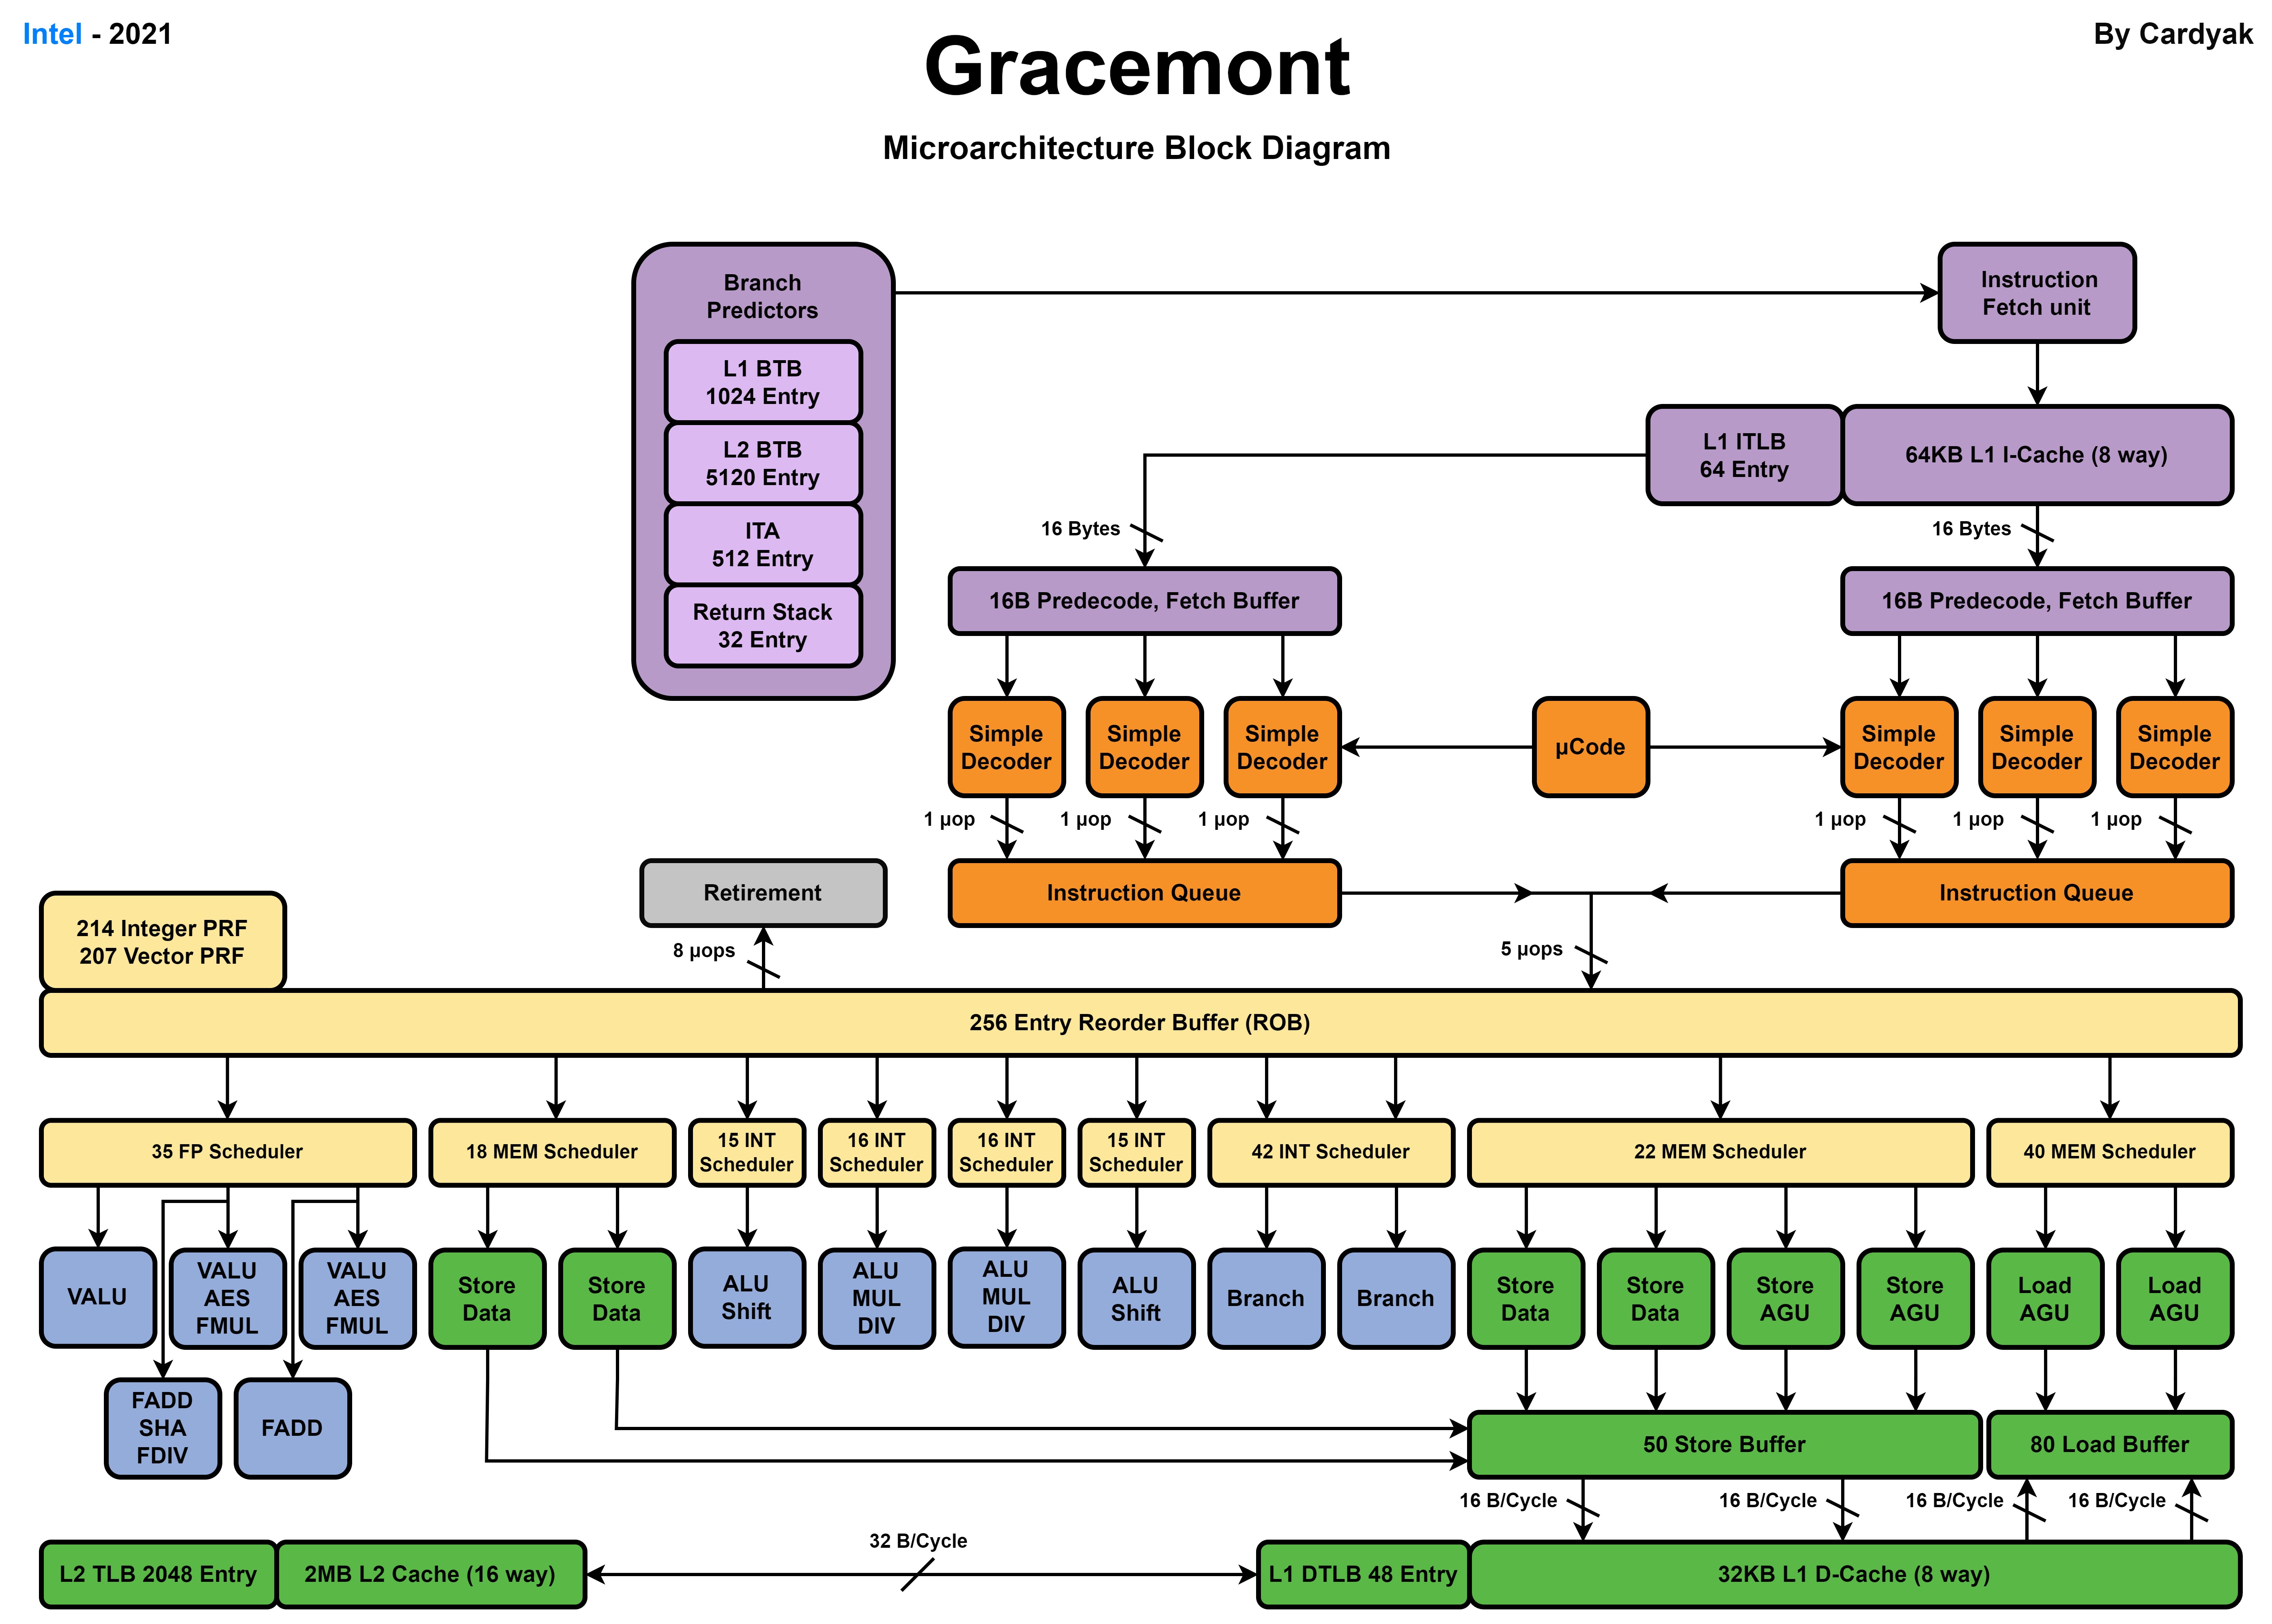 Intel - 2021
By Cardyak
Gracemont
Microarchitecture Block Diagram
Branch
Predictors
L1 BTB
1024 Entry
L2 BTB
5120 Entry
ITA
512 Entry
Return Stack
32 Entry
Instruction
Fetch unit
L1 ITLB
64 Entry
64KB L1 I-Cache (8 way)
16 Bytes
16 Bytes
16B Predecode, Fetch Buffer
16B Predecode, Fetch Buffer
Simple
Decoder
Simple
Decoder
Simple
Decoder
µCode
Simple
Decoder
Simple
Decoder
Simple
Decoder
1 µop
1 µop
1 µop
1 µop
1 µop
1 µop
Retirement
Instruction Queue
Instruction Queue
214 Integer PRF
207 Vector PRF
8 µops
5 µops
256 Entry Reorder Buffer (ROB)
35 FP Scheduler
18 MEM Scheduler
15 INT
Scheduler
16 INT
Scheduler
16 INT
Scheduler
15 INT
Scheduler
42 INT Scheduler
22 MEM Scheduler
40 MEM Scheduler
VALU
VALU
AES
FMUL
VALU
AES
FMUL
Store
Data
Store
Data
ALU
Shift
ALU
MUL
DIV
ALU
MUL
DIV
ALU
Shift
Branch
Branch
Store
Data
Store
Data
Store
AGU
Store
AGU
Load
AGU
Load
AGU
FADD
SHA
FDIV
FADD
50 Store Buffer
80 Load Buffer
16 B/Cycle
16 B/Cycle
16 B/Cycle
16 B/Cycle
32 B/Cycle
L2 TLB 2048 Entry
2MB L2 Cache (16 way)
L1 DTLB 48 Entry
32KB L1 D-Cache (8 way)